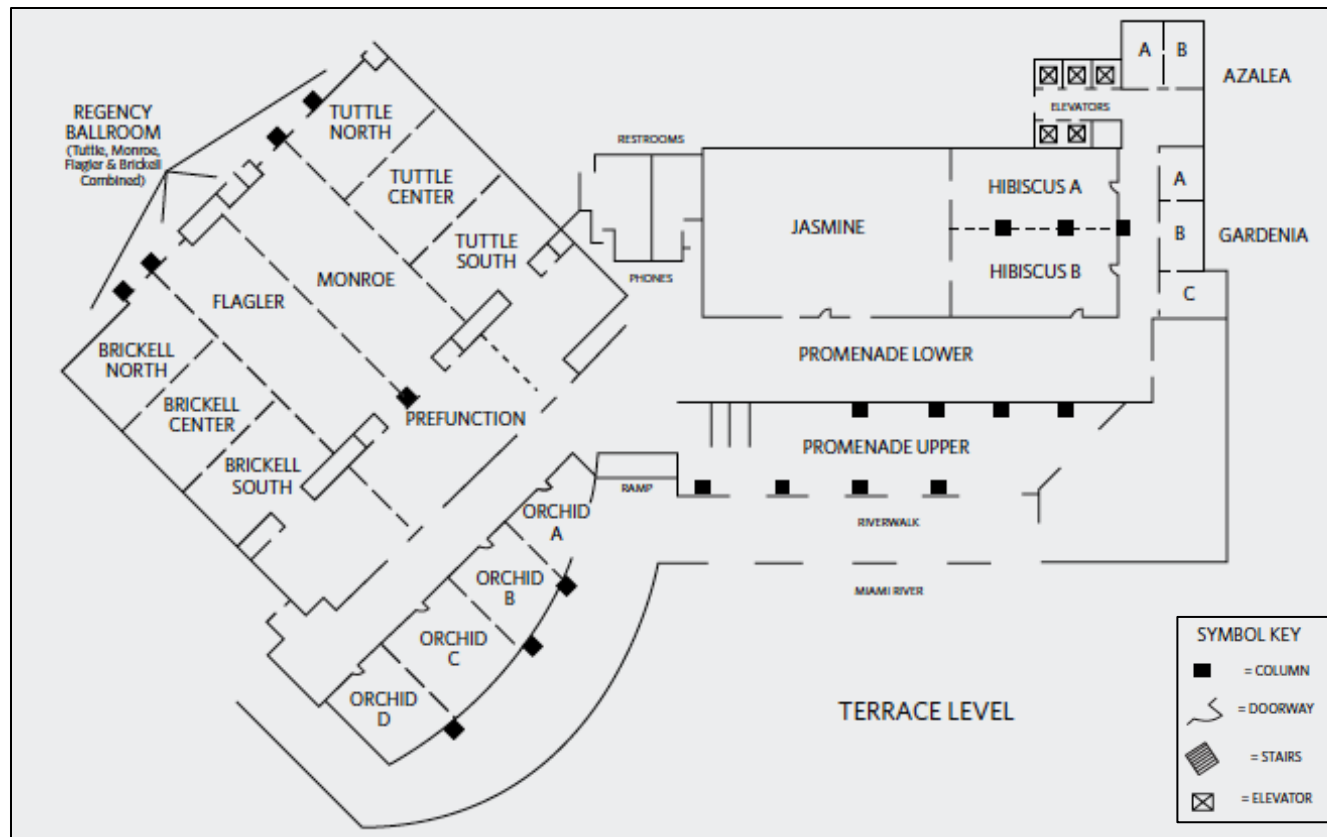 REGENCY
BALLROOM
(Tuttle, Monroe,
Flagler & Brickell
Combined)
TUTTLE
NORTH
TUTTLE
CENTER
TUTTLE
SOUTH
MONROE
FLAGLER
BRICKELL
NORTH
BRICKELL
CENTER
BRICKELL
SOUTH
PREFUNCTION
RESTROOMS
PHONES
JASMINE
HIBISCUS A
HIBISCUS B
ELEVATORS
A B
AZALEA
A
B
GARDENIA
C
PROMENADE LOWER
PROMENADE UPPER
RAMP
RIVERWALK
MIAMI RIVER
ORCHID
A
ORCHID
B
ORCHID
C
ORCHID
D
TERRACE LEVEL
SYMBOL KEY
= COLUMN
= DOORWAY
= STAIRS
= ELEVATOR